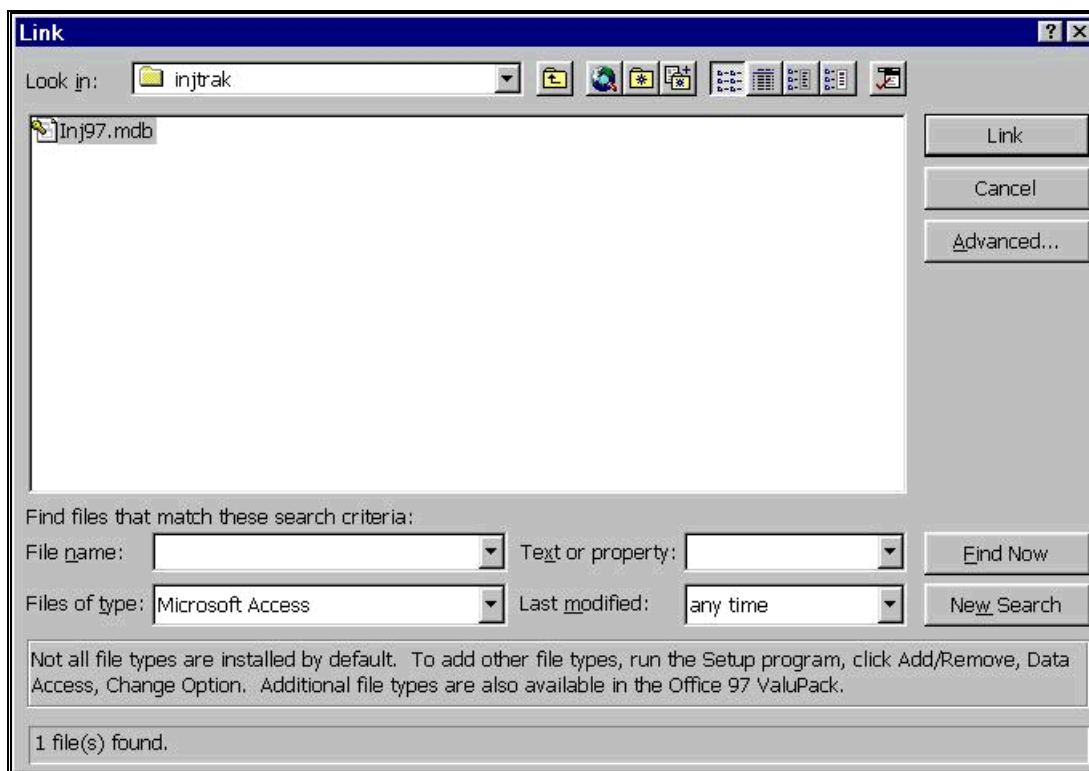 Link
Look in: injtrak
Inj97.mdb
Link
Cancel
Advanced...
Find files that match these search criteria:
File name: Text or property: Find Now
Files of type: Microsoft Access Last modified: any time New Search
Not all file types are installed by default. To add other file types, run the Setup program, click Add/Remove, Data
Access, Change Option. Additional file types are also available in the Office 97 ValuPack.
1 file(s) found.